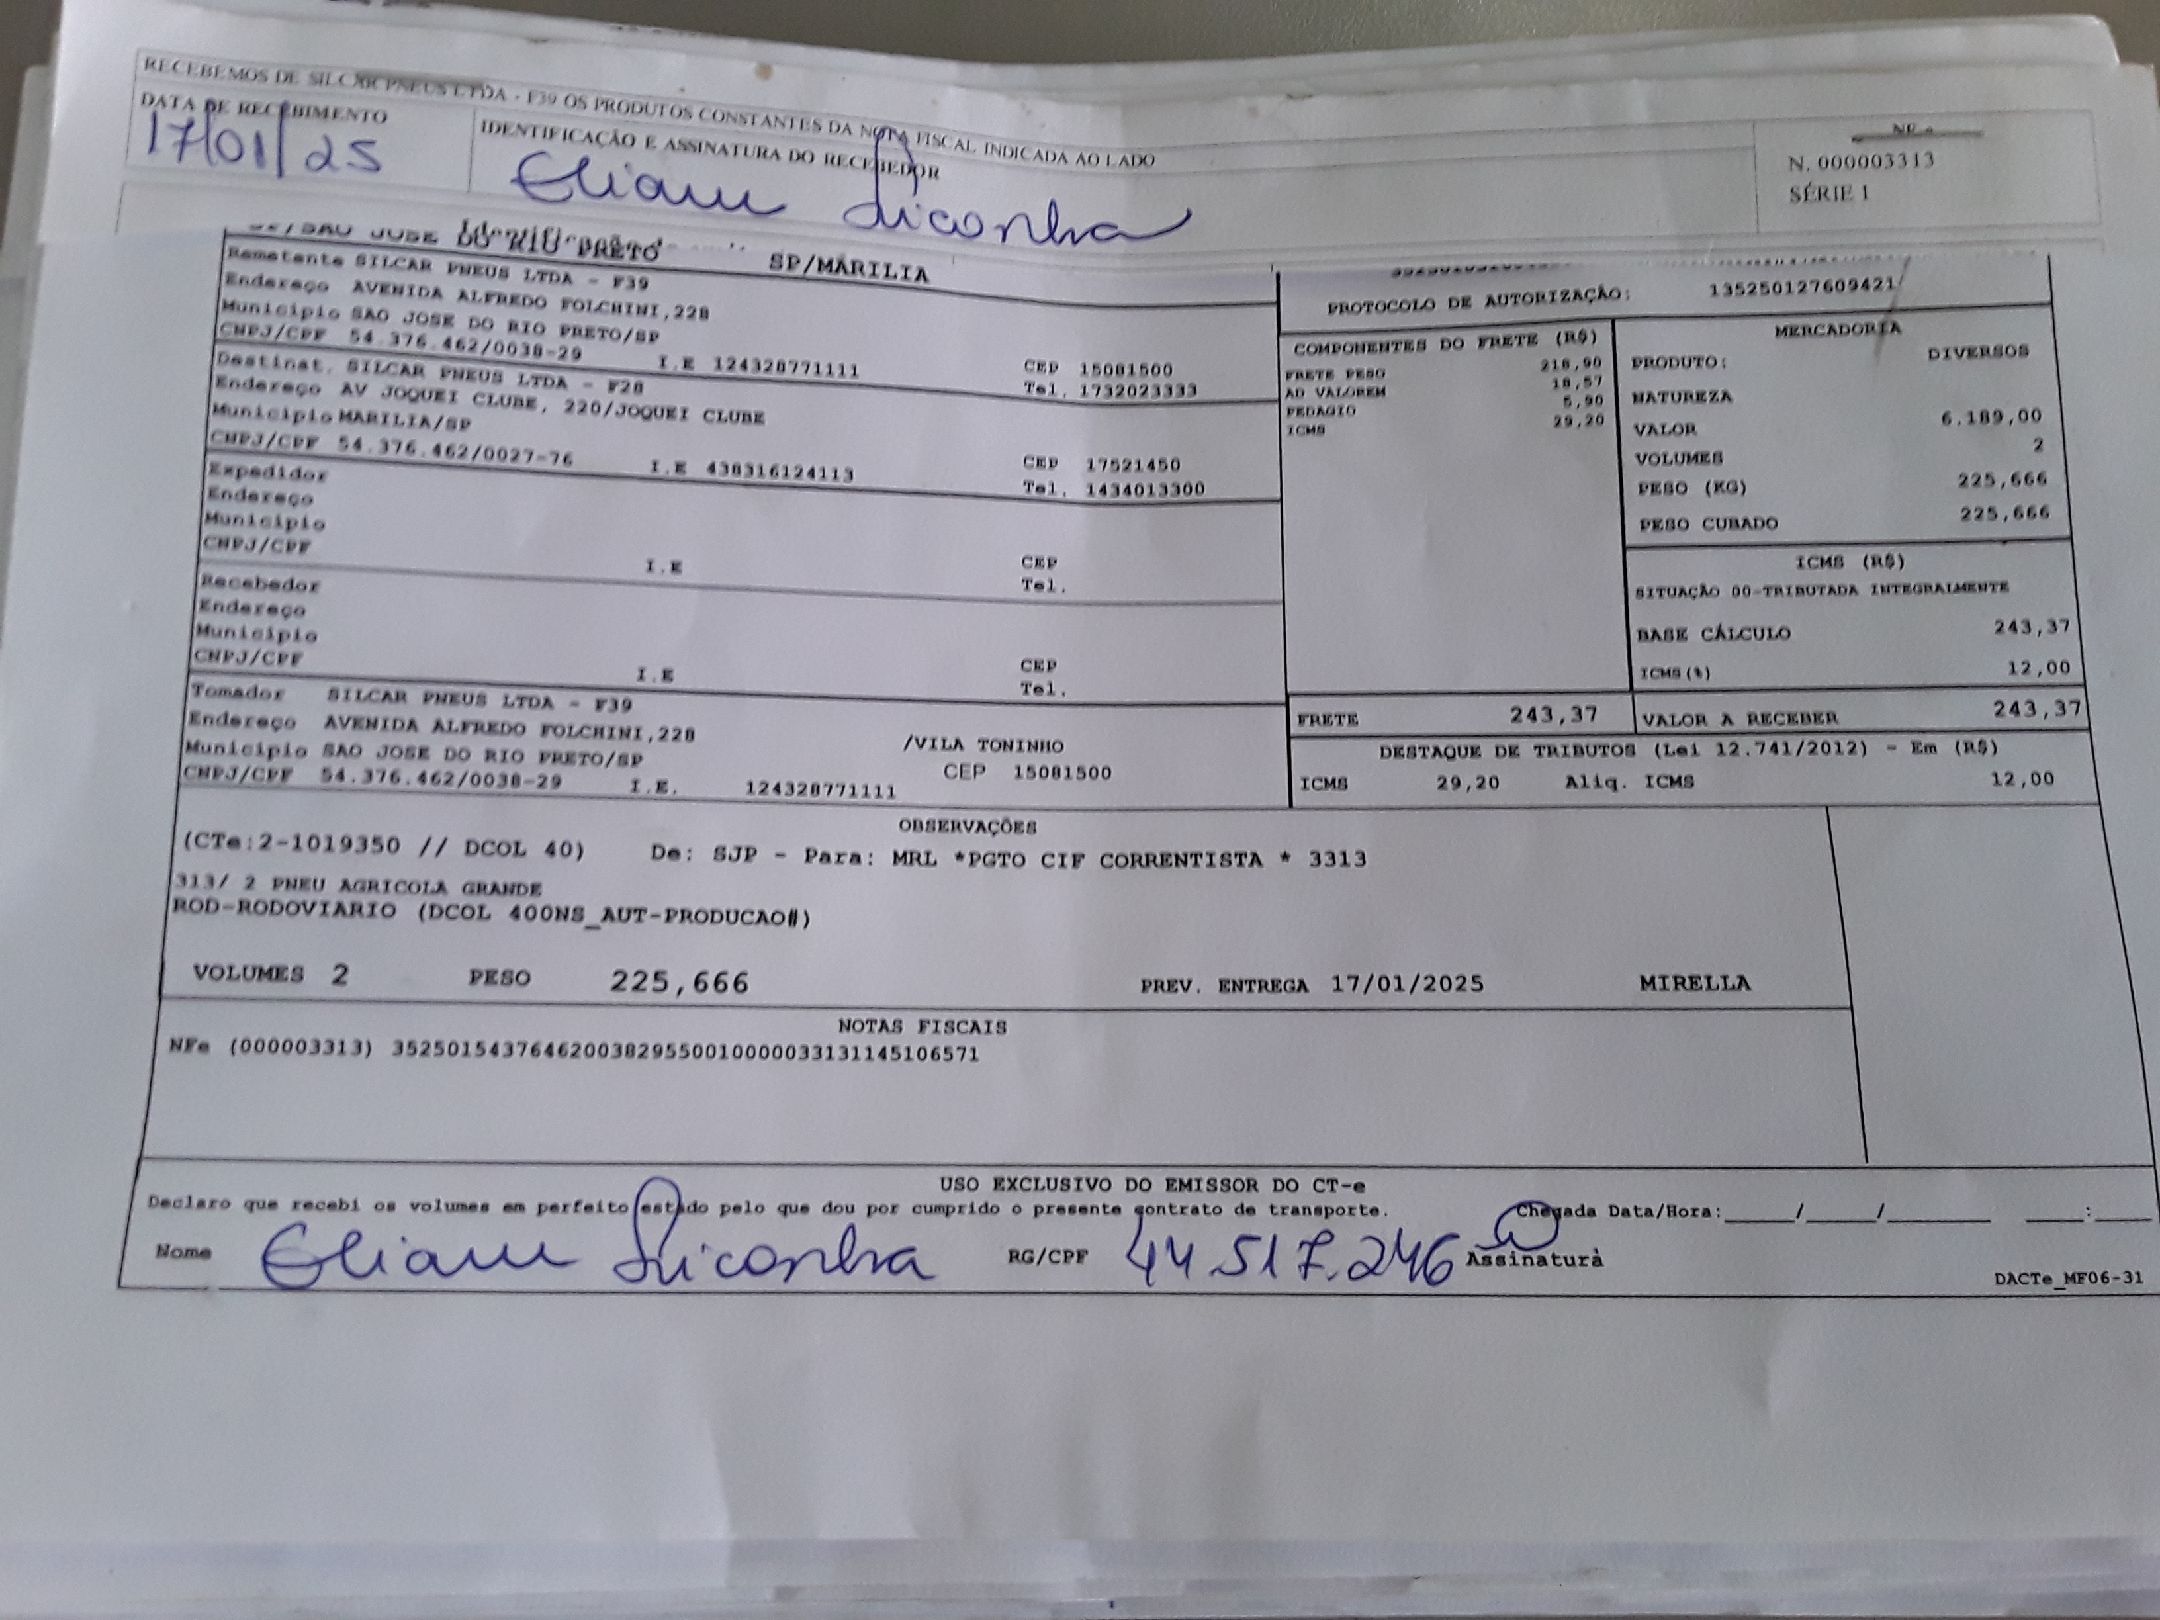 RECEBEMOS DE SILCAR PNEUS LTDA - F39 OS PRODUTOS CONSTANTES DA NOTA FISCAL INDICADA AO LADO
DATA DE RECEBIMENTO
17/01/25
IDENTIFICAÇÃO E ASSINATURA DO RECEBEDOR
NF-e
N. 000003313
SÉRIE 1
SP/SAO JOSE DO RIO PRETO SP/MARILIA
Remetente SILCAR PNEUS LTDA - F39
Endereço AVENIDA ALFREDO FOLCHINI,228
Municipio SAO JOSE DO RIO PRETO/SP CEP 15081500
CNPJ/CPF 54.376.462/0038-29 I.E 124328771111 Tel. 1732023333
Destinat. SILCAR PNEUS LTDA - F28
Endereço AV JOQUEI CLUBE, 220/JOQUEI CLUBE
Municipio MARILIA/SP CEP 17521450
CNPJ/CPF 54.376.462/0027-76 I.E 438316124113 Tel. 1434013300
Expedidor
Endereço
Municipio CEP
CNPJ/CPF I.E Tel.
Recebedor
Endereço
Municipio CEP
CNPJ/CPF I.E Tel.
Tomador SILCAR PNEUS LTDA - F39
Endereço AVENIDA ALFREDO FOLCHINI,228 /VILA TONINHO
Municipio SAO JOSE DO RIO PRETO/SP CEP 15081500
CNPJ/CPF 54.376.462/0038-29 I.E. 124328771111
PROTOCOLO DE AUTORIZAÇÃO: 135250127609421/
COMPONENTES DO FRETE (R$)
FRETE PESO 218,90
AD VALOREM 18,57
PEDAGIO 5,90
ICMS 29,20
MERCADORIA
PRODUTO: DIVERSOS
NATUREZA
VALOR 6.189,00
VOLUMES 2
PESO (KG) 225,666
PESO CUBADO 225,666
ICMS (R$)
SITUAÇÃO 00-TRIBUTADA INTEGRALMENTE
BASE CÁLCULO 243,37
ICMS(%) 12,00
FRETE 243,37 VALOR A RECEBER 243,37
DESTAQUE DE TRIBUTOS (Lei 12.741/2012) - Em (R$)
ICMS 29,20 Aliq. ICMS 12,00
OBSERVAÇÕES
(CTe:2-1019350 // DCOL 40) De: SJP - Para: MRL *PGTO CIF CORRENTISTA * 3313
313/ 2 PNEU AGRICOLA GRANDE
ROD-RODOVIARIO (DCOL 400NS_AUT-PRODUCAO#)
VOLUMES 2 PESO 225,666 PREV. ENTREGA 17/01/2025 MIRELLA
NOTAS FISCAIS
NFe (000003313) 35250154376462003829550010000033131145106571
USO EXCLUSIVO DO EMISSOR DO CT-e
Declaro que recebi os volumes em perfeito estado pelo que dou por cumprido o presente contrato de transporte. Chegada Data/Hora:_____/_____/_______ ____:____
Nome RG/CPF 44 517.246 Assinatura
DACTe_MF06-31